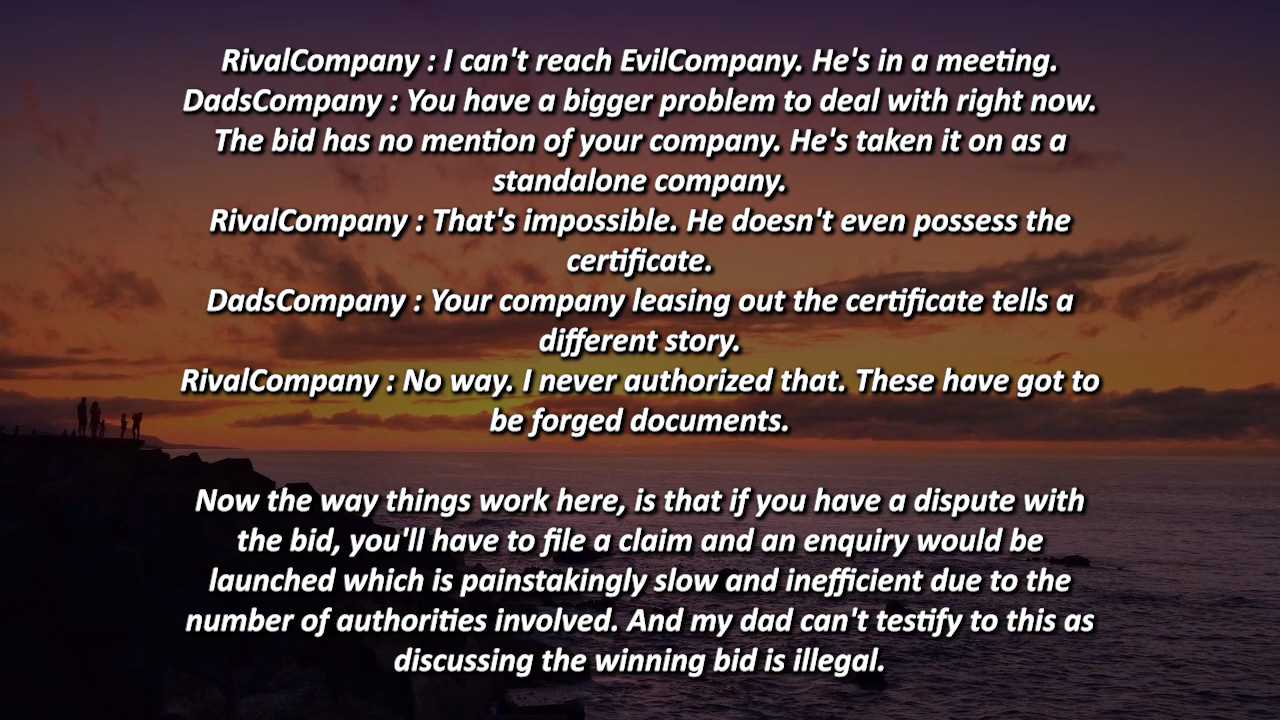 RivalCompany : I can't reach EvilCompany. He's in a meeting.
DadsCompany : You have a bigger problem to deal with right now.
The bid has no mention of your company. He's taken it on as a
standalone company.
RivalCompany : That's impossible. He doesn't even possess the
certificate.
DadsCompany : Your company leasing out the certificate tells a
different story.
RivalCompany : No way. I never authorized that. These have got to
be forged documents.
Now the way things work here, is that if you have a dispute with
the bid, you'll have to file a claim and an enquiry would be
launched which is painstakingly slow and inefficient due to the
number of authorities involved. And my dad can't testify to this as
discussing the winning bid is illegal.